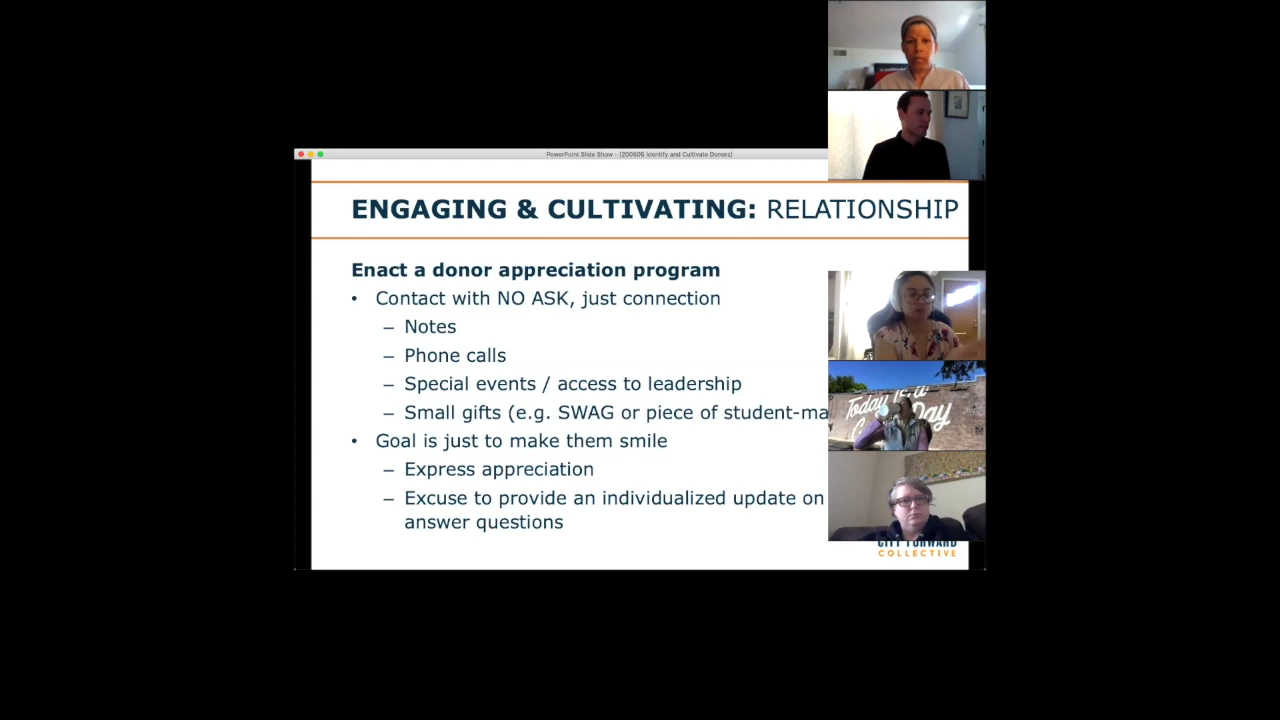 PowerPoint Slide Show - (200606 Identify and Cultivate Donors)
ENGAGING & CULTIVATING: RELATIONSHIP
Enact a donor appreciation program
• Contact with NO ASK, just connection
– Notes
– Phone calls
– Special events / access to leadership
– Small gifts (e.g. SWAG or piece of student-ma
• Goal is just to make them smile
– Express appreciation
– Excuse to provide an individualized update on
answer questions
Today is a
Day
CITY FORWARD
COLLECTIVE